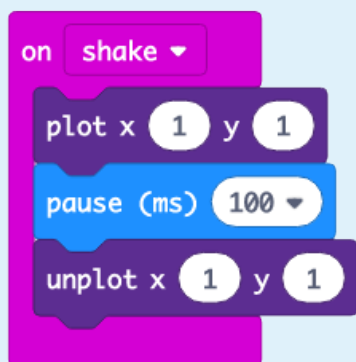 on shake
plot x 1 y 1
pause (ms) 100
unplot x 1 y 1